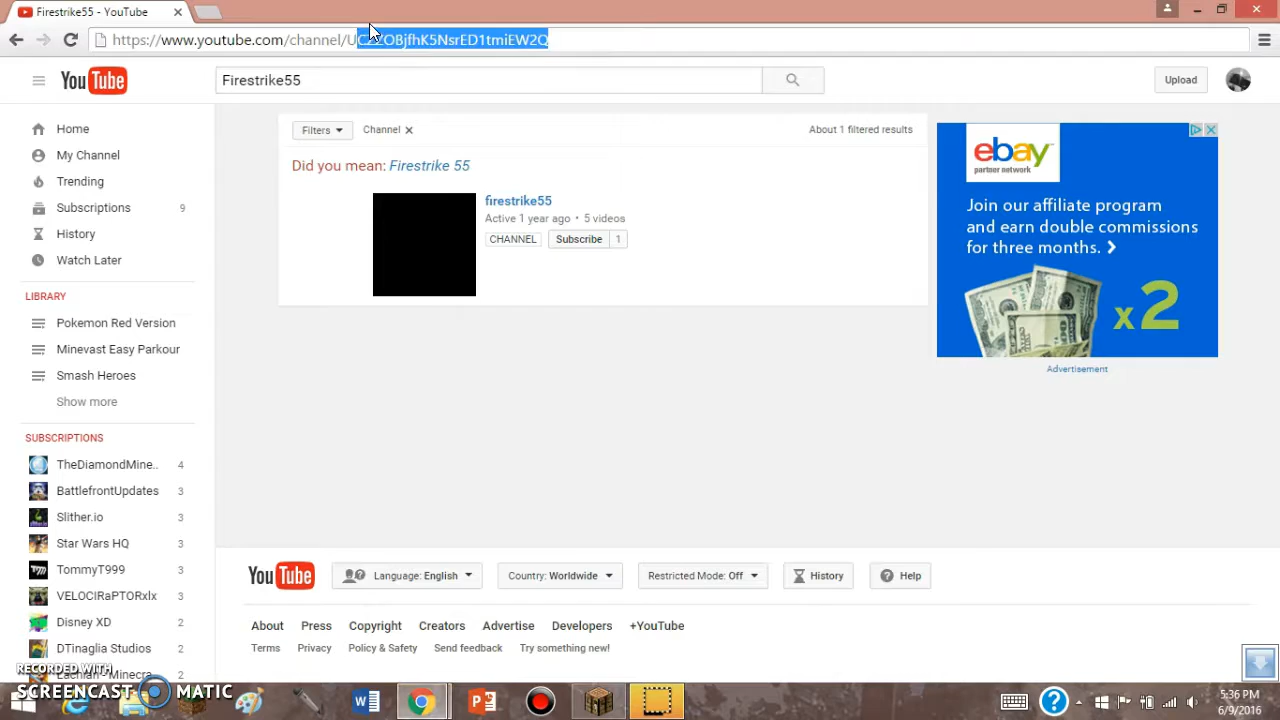 Firestrike55 - YouTube
https://www.youtube.com/channel/
YouTube
Firestrike55
Upload
Home
My Channel
Trending
Subscriptions 9
History
Watch Later
LIBRARY
Pokemon Red Version
Minevast Easy Parkour
Smash Heroes
Show more
SUBSCRIPTIONS
TheDiamondMine.. 4
BattlefrontUpdates 3
Slither.io 3
Star Wars HQ 3
TommyT999 3
VELOCIRaPTORxlx 3
Disney XD 2
DTinaglia Studios 2
Lachlan - Minecra.. 2
Filters
Channel ×
About 1 filtered results
Did you mean: Firestrike 55
firestrike55
Active 1 year ago • 5 videos
CHANNEL
Subscribe 1
ebay™
partner network
Join our affiliate program
and earn double commissions
for three months.
x2
Advertisement
YouTube
Language: English
Country: Worldwide
Restricted Mode: Off
History
Help
About Press Copyright Creators Advertise Developers +YouTube
Terms Privacy Policy & Safety Send feedback Try something new!
RECORDED WITH
SCREENCAST MATIC
5:36 PM
6/9/2016